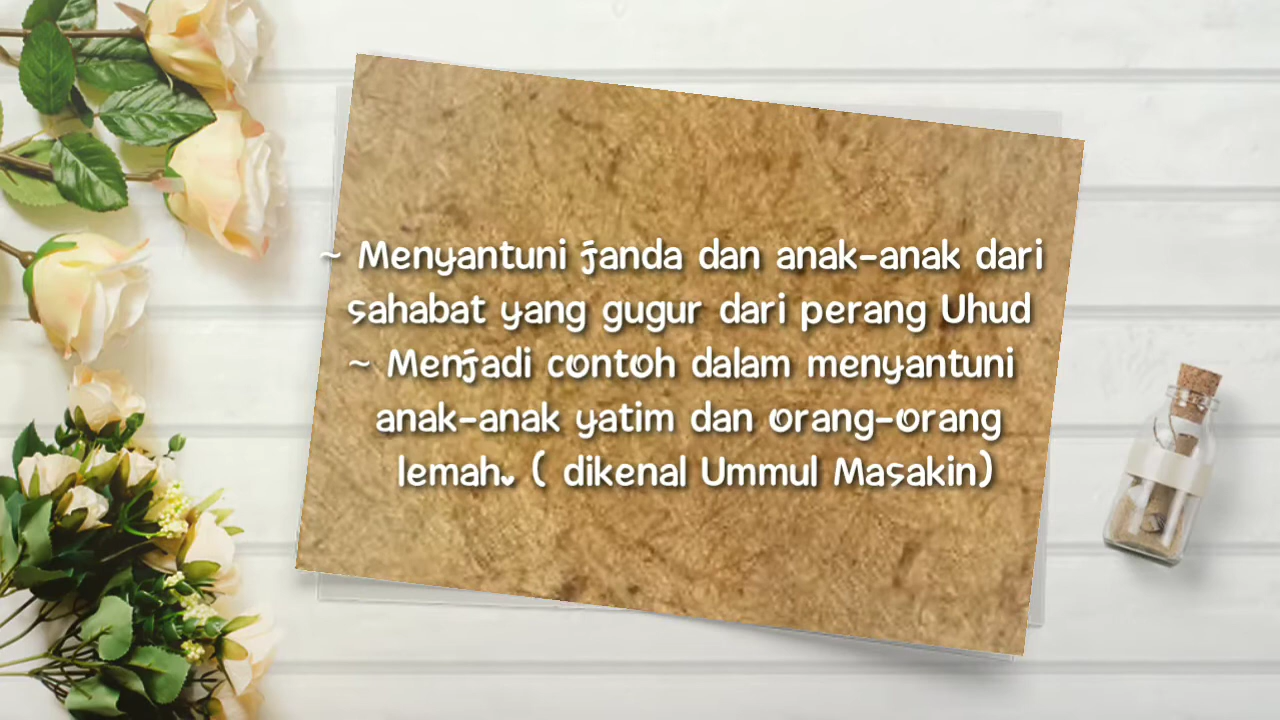 ~ Menyantuni janda dan anak-anak dari
sahabat yang gugur dari perang Uhud
~ Menjadi contoh dalam menyantuni
anak-anak yatim dan orang-orang
lemah. ( dikenal Ummul Masakin)